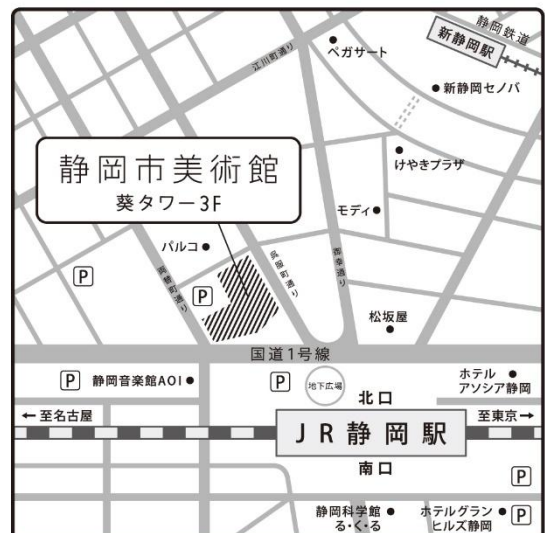 静岡鉄道
新静岡駅
ペガサート
江川町通り
新静岡セノバ
けやきプラザ
静岡市美術館
葵タワー3F
モディ
パルコ
呉服町通り
御幸通り
両替町通り
P
P
松坂屋
国道1号線
P
静岡音楽館AOI
P
地下広場
北口
ホテル
アソシア静岡
←至名古屋
JR静岡駅
至東京→
南口
P
静岡科学館
る・く・る
ホテルグラン
ヒルズ静岡
P